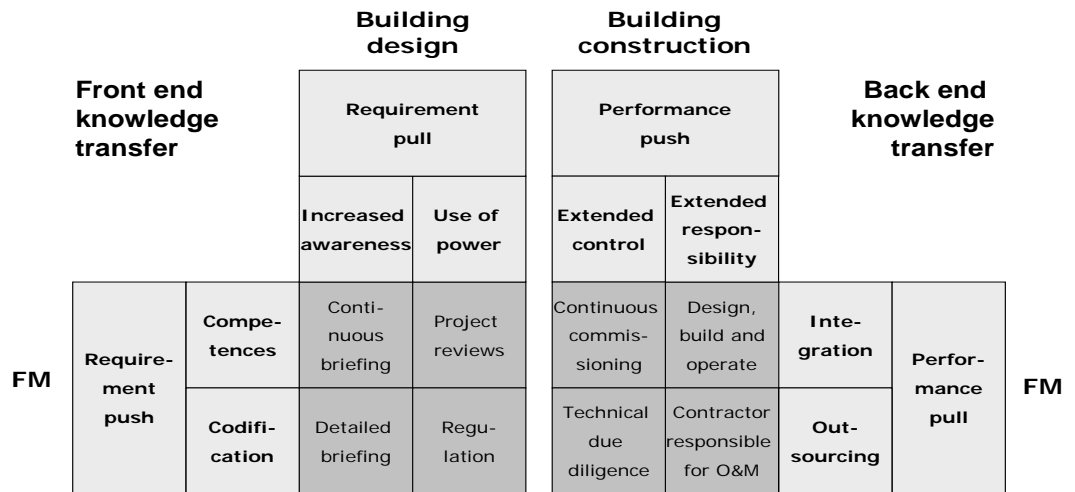 Building
design
Building
construction
Front end
knowledge
transfer
Requirement
pull
Performance
push
Back end
knowledge
transfer
Increased
awareness
Use of
power
Extended
control
Extended
respon-
sibility
FM
Require-
ment
push
Compe-
tences
Conti-
nuous
briefing
Project
reviews
Continuous
commis-
sioning
Design,
build and
operate
Inte-
gration
Perfor-
mance
pull
FM
Codifi-
cation
Detailed
briefing
Regu-
lation
Technical
due
diligence
Contractor
responsible
for O&M
Out-
sourcing